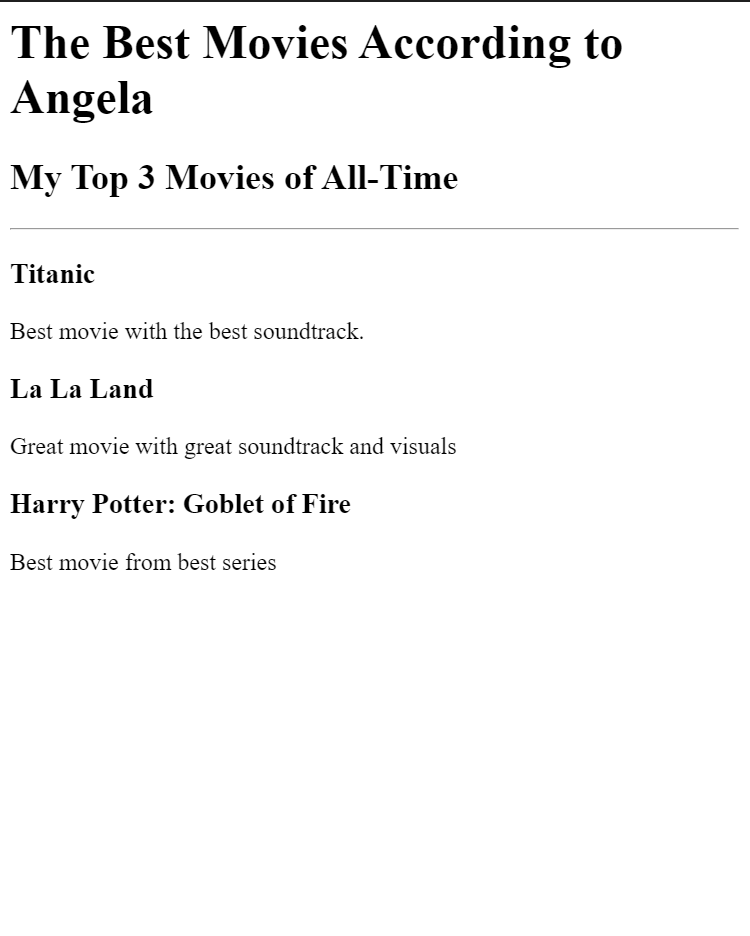 The Best Movies According to
Angela
My Top 3 Movies of All-Time
Titanic
Best movie with the best soundtrack.
La La Land
Great movie with great soundtrack and visuals
Harry Potter: Goblet of Fire
Best movie from best series